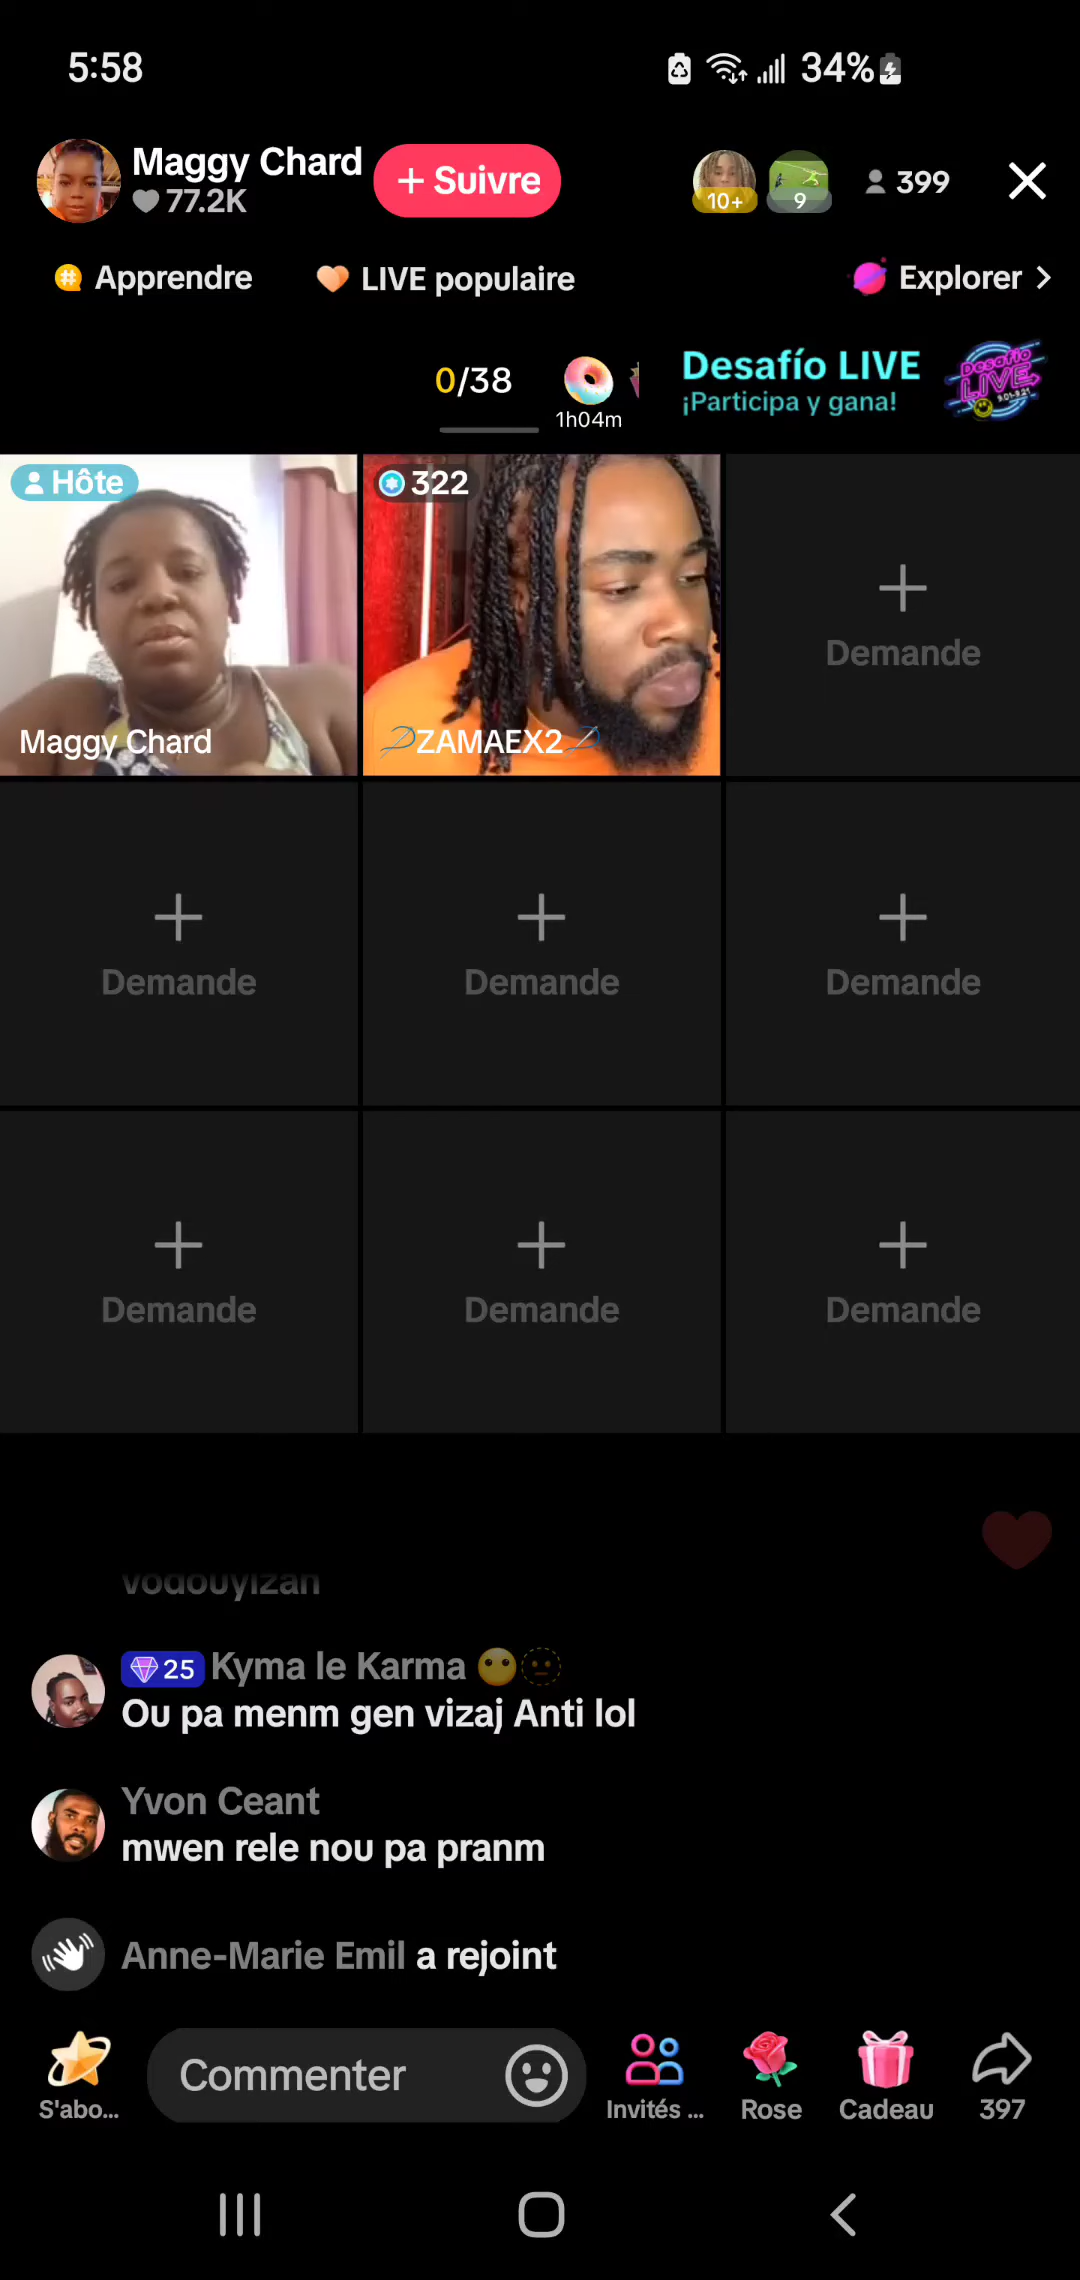 5:58
34%
Maggy Chard
77.2K
+ Suivre
10+
9
399
Apprendre
LIVE populaire
Explorer
0/38
1h04m
Desafío LIVE
¡Participa y gana!
Desafío
LIVE
Hôte
322
Maggy Chard
ZAMAEX2
Demande
Demande
Demande
Demande
Demande
Demande
Demande
vodouyizan
25 Kyma le Karma
Ou pa menm gen vizaj Anti lol
Yvon Ceant
mwen rele nou pa pranm
Anne-Marie Emil a rejoint
S'abo...
Commenter
Invités ...
Rose
Cadeau
397